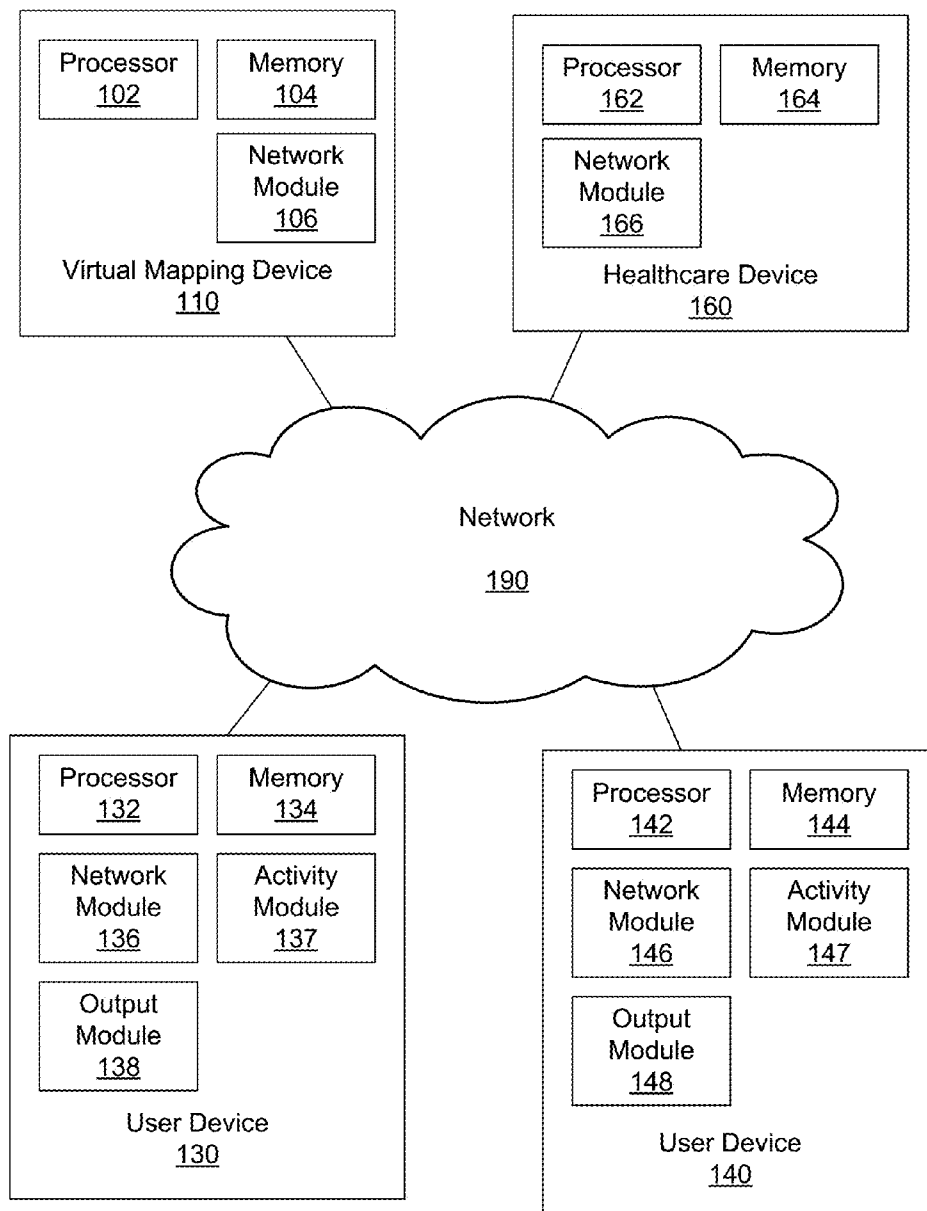 Processor
102
Memory
104
Network
Module
106
Virtual Mapping Device
110
Processor
162
Memory
164
Network
Module
166
Healthcare Device
160
Network
190
Processor
132
Memory
134
Network
Module
136
Activity
Module
137
Output
Module
138
User Device
130
Processor
142
Memory
144
Network
Module
146
Activity
Module
147
Output
Module
148
User Device
140